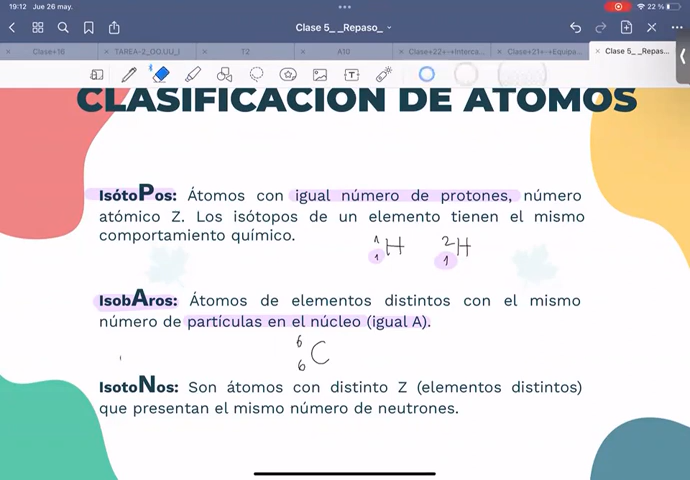 19:12 Jue 26 may.
22 %
Clase 5_ _Repaso_
Clase+16
TAREA-2_OO.UU_I
T2
A10
Clase+22+→Interca...
Clase+21+→Equipa...
Clase 5_ _Repas...
CLASIFICACIÓN DE ÁTOMOS
IsótoPos: Átomos con igual número de protones, número
atómico Z. Los isótopos de un elemento tienen el mismo
comportamiento químico.
1 1 H 2 1 H
IsobAros: Átomos de elementos distintos con el mismo
número de partículas en el núcleo (igual A).
6 6 C
IsotoNos: Son átomos con distinto Z (elementos distintos)
que presentan el mismo número de neutrones.